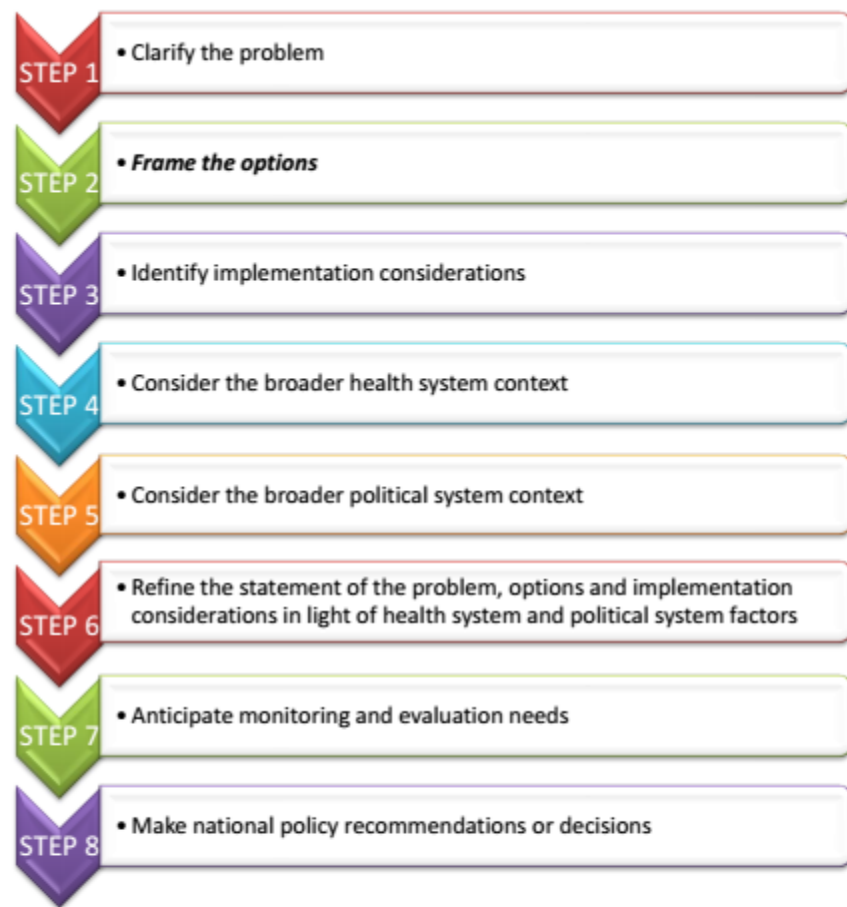 STEP 1
• Clarify the problem
STEP 2
• Frame the options
STEP 3
• Identify implementation considerations
STEP 4
• Consider the broader health system context
STEP 5
• Consider the broader political system context
STEP 6
• Refine the statement of the problem, options and implementation
considerations in light of health system and political system factors
STEP 7
• Anticipate monitoring and evaluation needs
STEP 8
• Make national policy recommendations or decisions